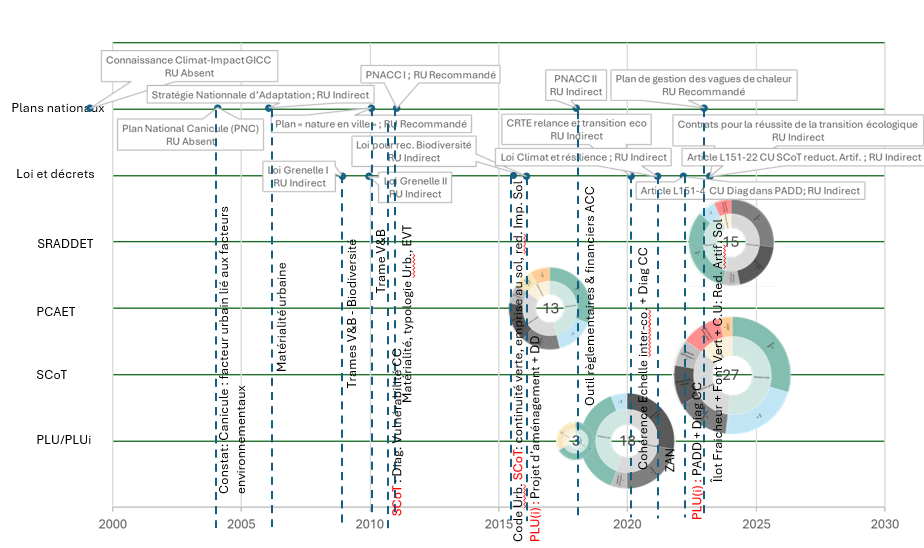 Connaissance Climat-Impact GICC
RU Absent
PNACC I ; RU Recommandé
PNACC II
RU Indirect
Plan de gestion des vagues de chaleur
RU Recommandé
Stratégie Nationnale d'Adaptation; RU Indirect
Plans nationaux
Plan National Canicule (PNC)
RU Absent
Plan « nature en ville» ; RU Recommandé
CRTE relance et transition eco
RU Indirect
Contrats pour la réussite de la transition écologique
RU Indirect
Loi pour rec. Biodiversité
RU Indirect
Loi Climat et résilience ; RU Indirect
Article L151-22 CU SCoT reduct. Artif. ; RU Indirect
Loi et décrets
Loi Grenelle I
RU Indirect
Loi Grenelle II
RU Indirect
Article L151-4 CU Diag dans PADD; RU Indirect
SRADDET
PCAET
SCoT
PLU/PLUi
15
13
27
3
18
Constat: Canicule : facteur urbain lié aux facteurs
environnementaux
Matérialité urbaine
Trames V&B - Biodiversité
Trame V&B
SCoT : Diag. Vulnérabilité CC
Matérialité, typologie Urb., EVT
Code Urb. SCoT: continuité verte, emprise au sol, red. Imp. Sol
PLU(i) : Projet d'aménagement + DD
Outil règlementaires & financiers ACC
Cohérence Echelle inter-co. + Diag CC
ZAN
PLU(i) : PADD + Diag CC
Îlot Fraicheur + Font Vert + C.U: Red. Artif. Sol
2000
2005
2010
2015
2020
2025
2030